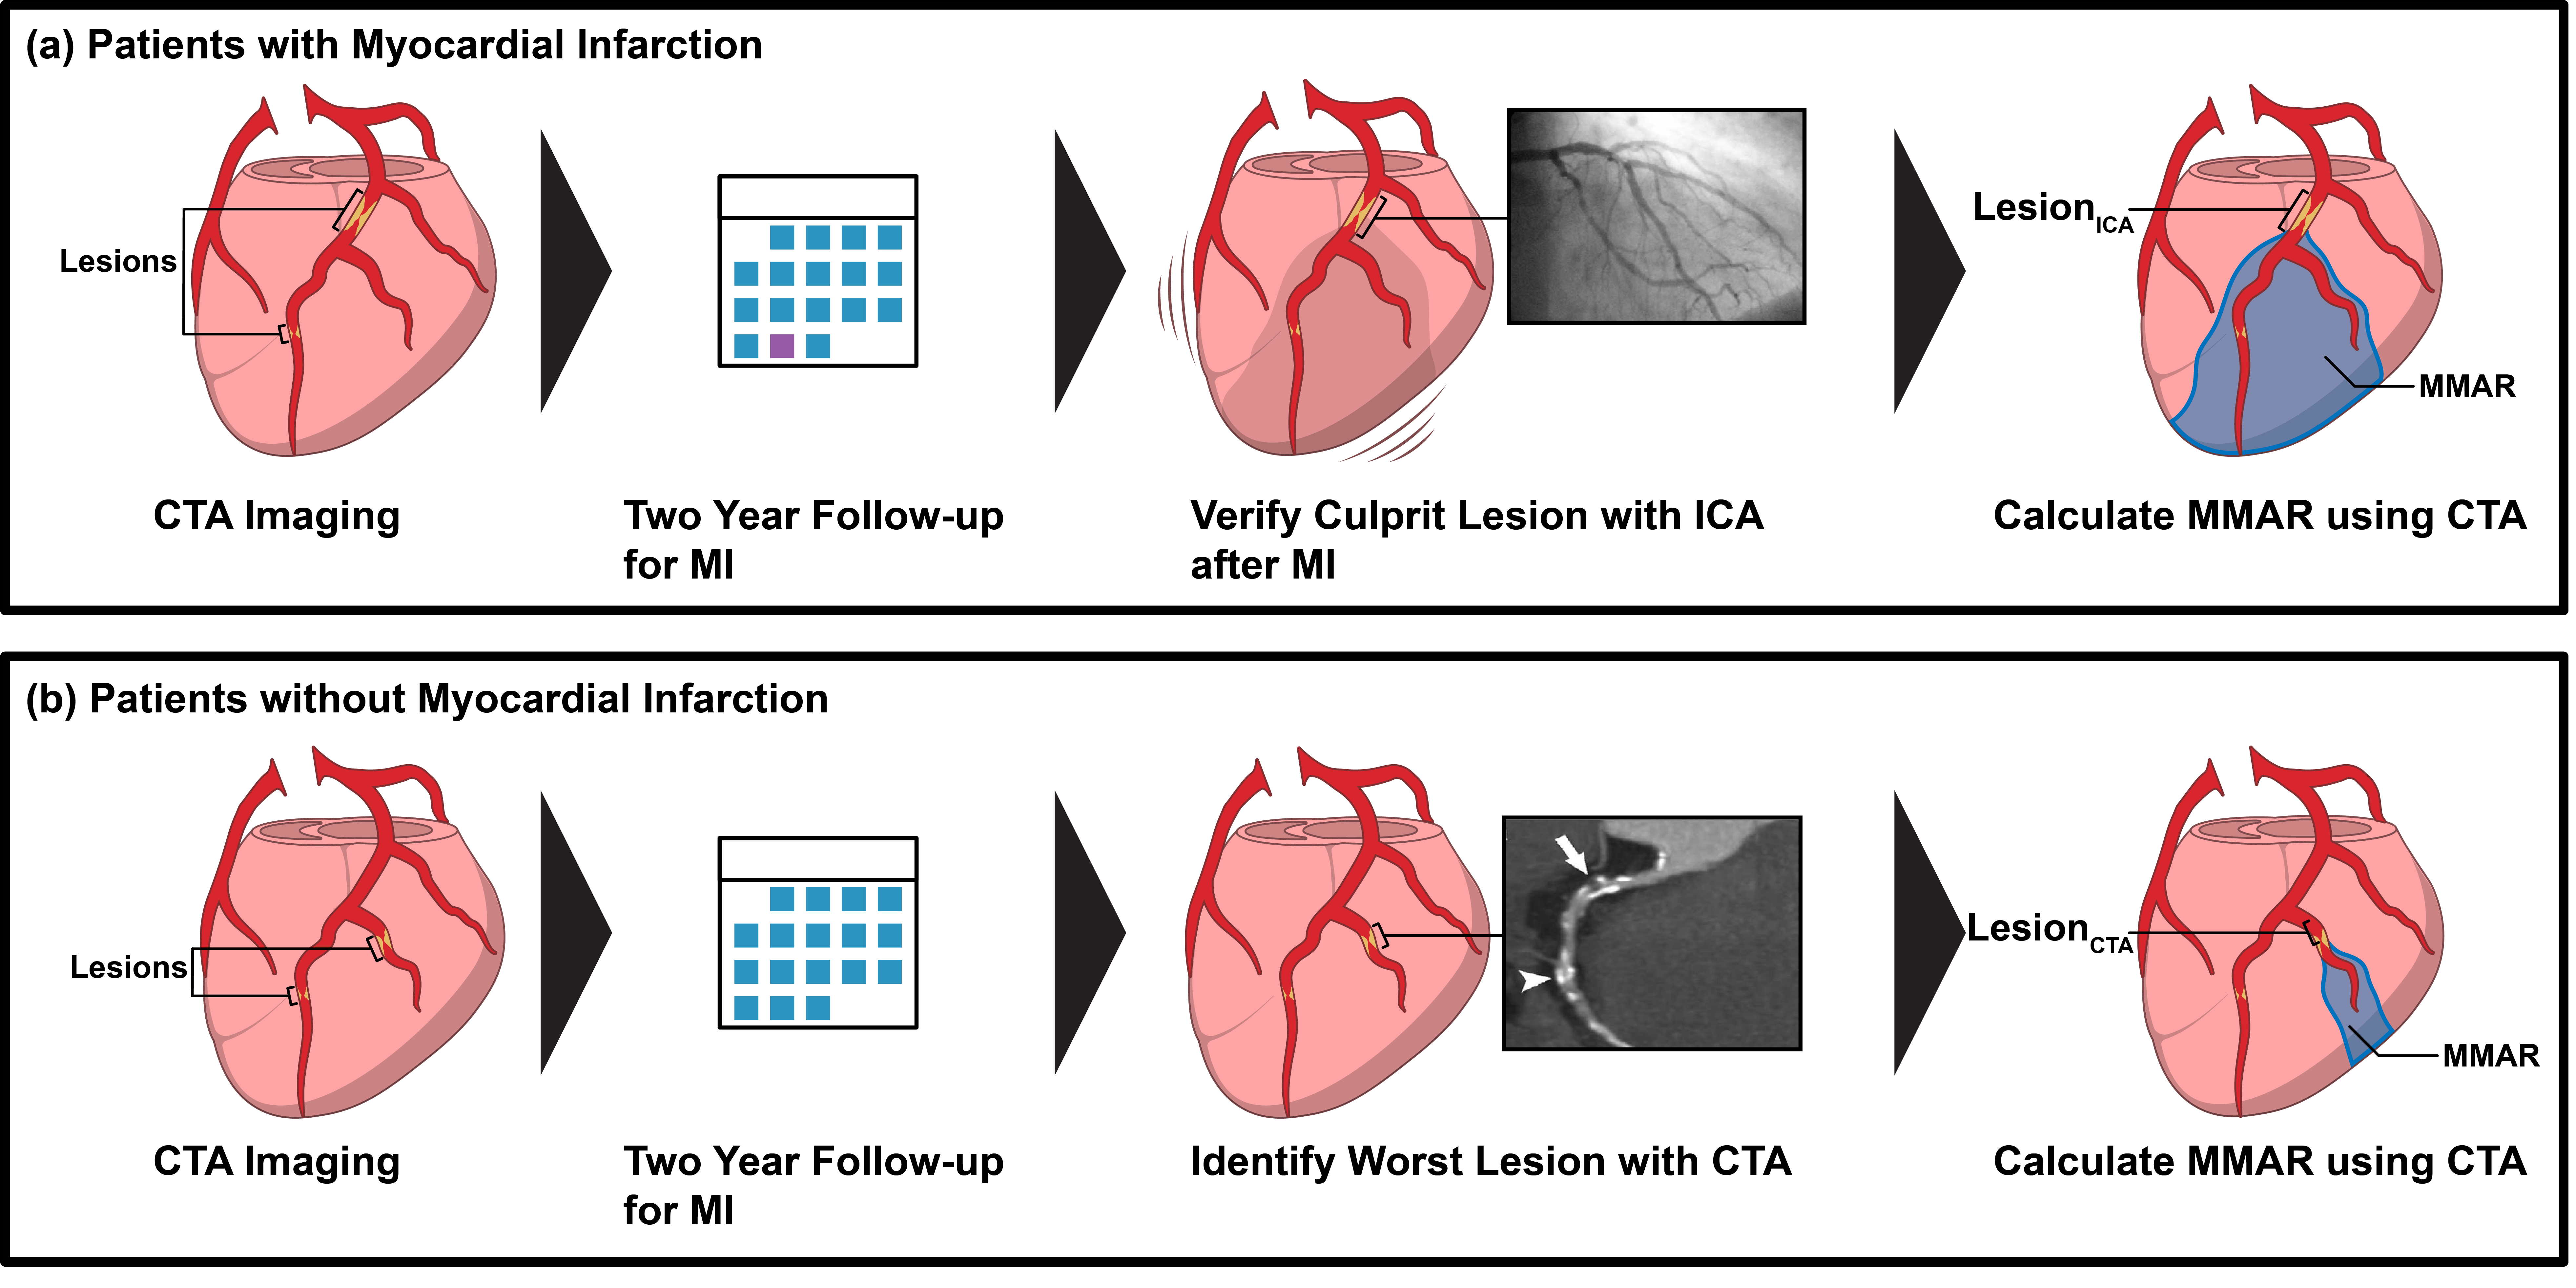 (a) Patients with Myocardial Infarction
Lesions
Lesion ICA
MMAR
CTA Imaging
Two Year Follow-up
for MI
Verify Culprit Lesion with ICA
after MI
Calculate MMAR using CTA
(b) Patients without Myocardial Infarction
Lesions
Lesion CTA
MMAR
CTA Imaging
Two Year Follow-up
for MI
Identify Worst Lesion with CTA
Calculate MMAR using CTA